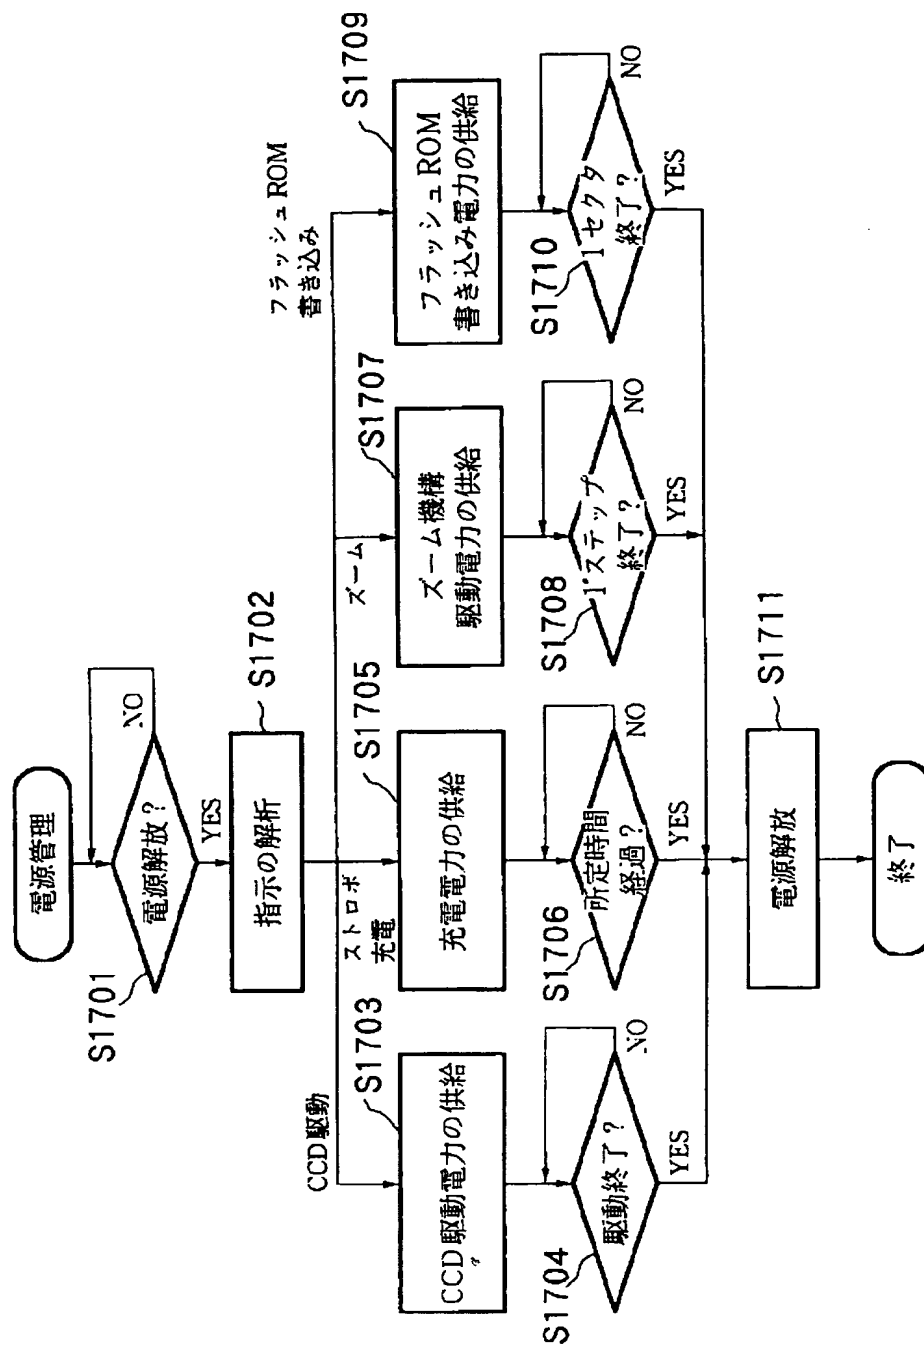 電源管理
S1701
電源解放？
NO
YES
S1702
指示の解析
CCD駆動
S1703
CCD駆動電力の供給
S1704
駆動終了？
NO
YES
ストロボ
充電
S1705
充電電力の供給
S1706
所定時間
経過？
NO
YES
ズーム
S1707
ズーム機構
駆動電力の供給
S1708
1ステップ
終了？
NO
YES
フラッシュROM
書き込み
S1709
フラッシュROM
書き込み電力の供給
S1710
1セクタ
終了？
NO
YES
S1711
電源解放
終了